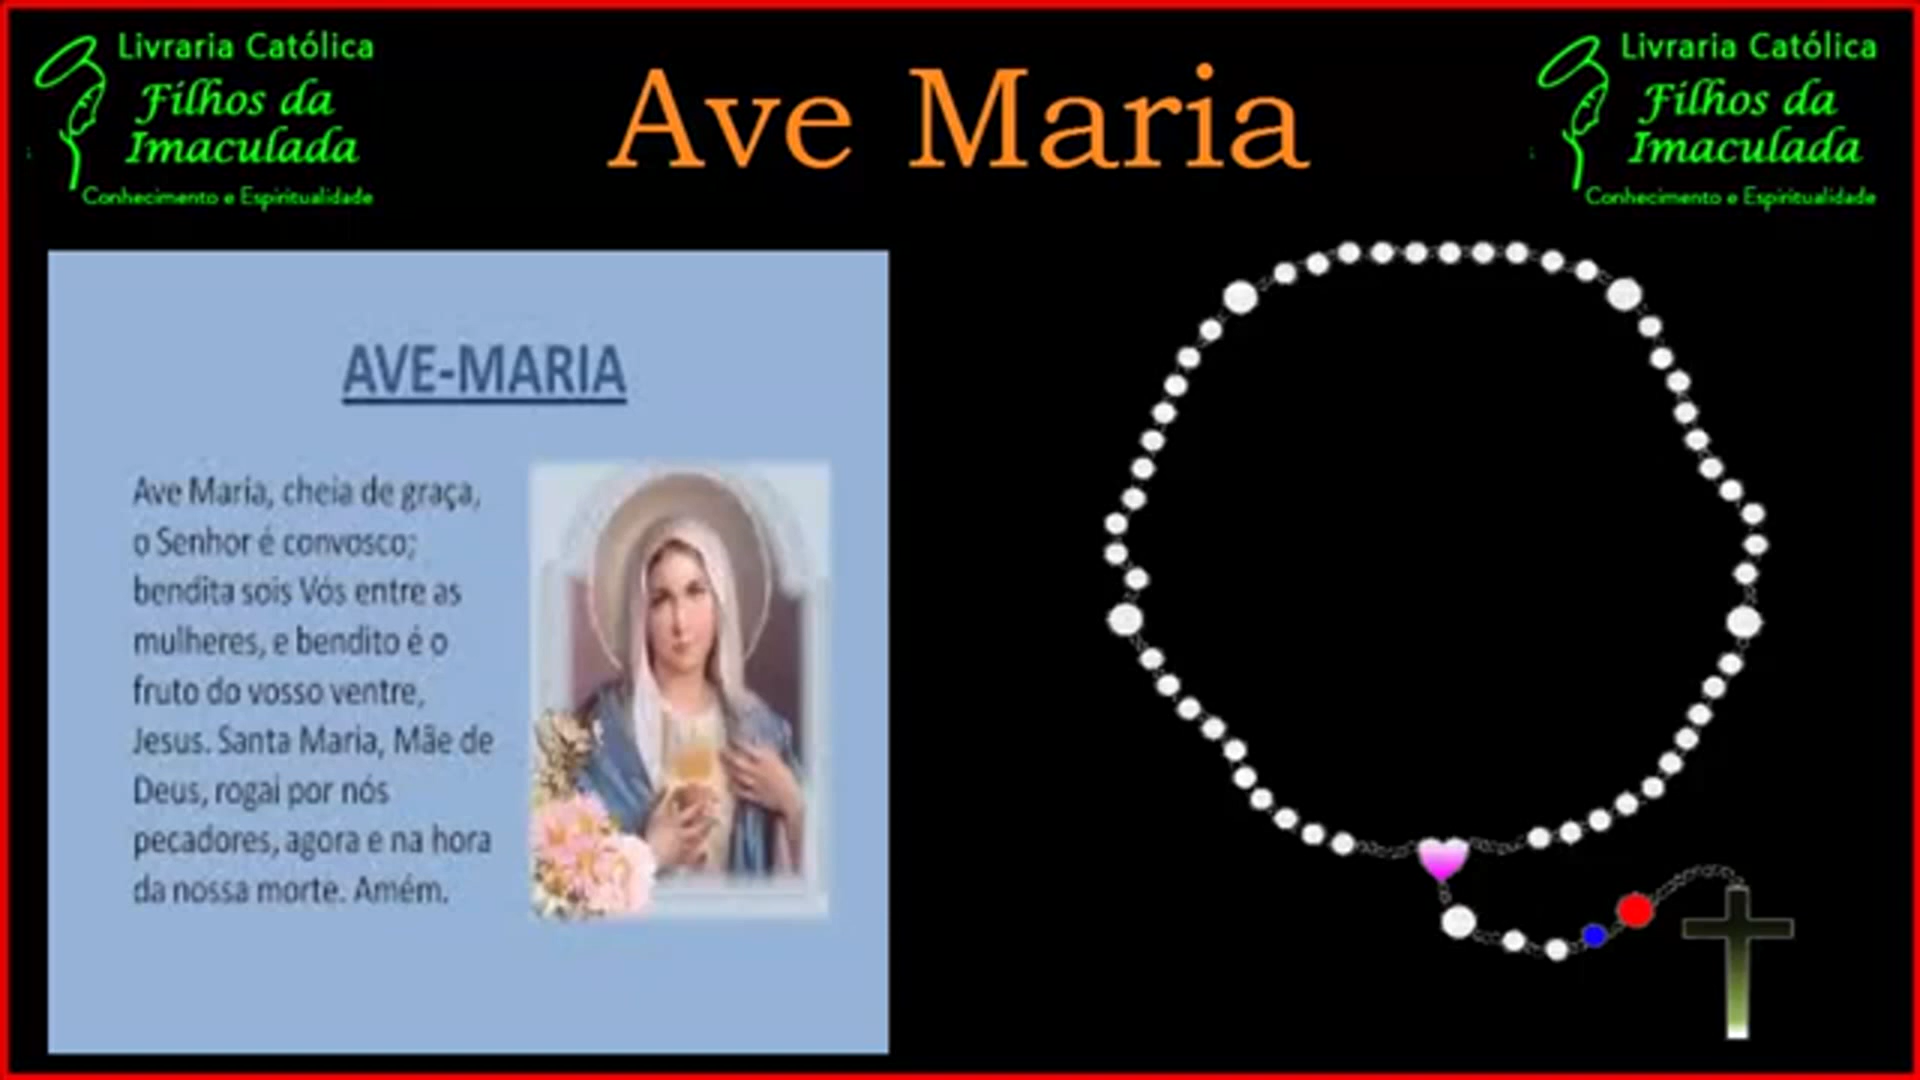 Livraria Católica
Filhos da
Imaculada
Conhecimento e Espiritualidade
Ave Maria
Livraria Católica
Filhos da
Imaculada
Conhecimento e Espiritualidade
AVE-MARIA
Ave Maria, cheia de graça,
o Senhor é convosco;
bendita sois Vós entre as
mulheres, e bendito é o
fruto do vosso ventre,
Jesus. Santa Maria, Mãe de
Deus, rogai por nós
pecadores, agora e na hora
da nossa morte. Amém.